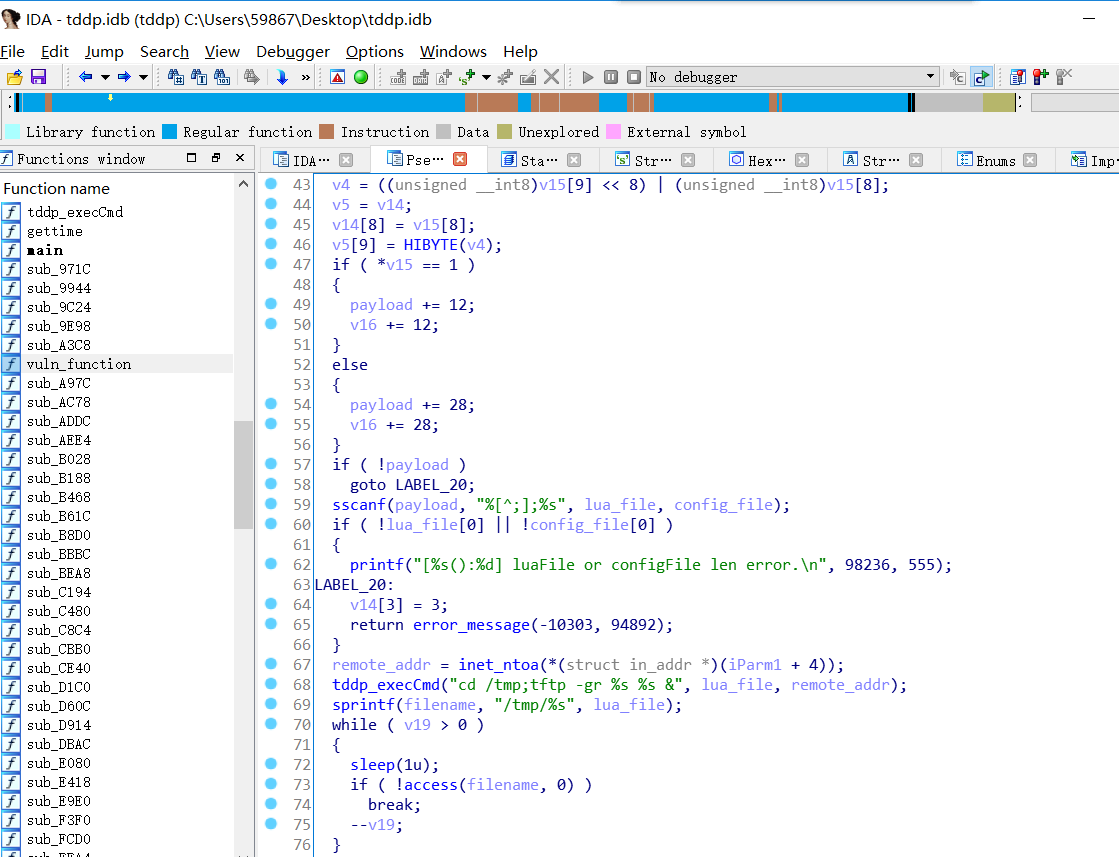 IDA - tddp.idb (tddp) C:\Users\59867\Desktop\tddp.idb
File Edit Jump Search View Debugger Options Windows Help
No debugger
Library function Regular function Instruction Data Unexplored External symbol
Functions window
IDA··· Pse··· Sta··· Str··· Hex··· Str··· Enums Imp
Function name
tddp_execCmd
gettime
main
sub_971C
sub_9944
sub_9C24
sub_9E98
sub_A3C8
vuln_function
sub_A97C
sub_AC78
sub_ADDC
sub_AEE4
sub_B028
sub_B188
sub_B468
sub_B61C
sub_B8D0
sub_BBBC
sub_BEA8
sub_C194
sub_C480
sub_C8C4
sub_CBB0
sub_CE40
sub_D1C0
sub_D60C
sub_D914
sub_DBAC
sub_E080
sub_E418
sub_E9E0
sub_F3F0
sub_FCD0
43 v4 = ((unsigned __int8)v15[9] << 8) | (unsigned __int8)v15[8];
44 v5 = v14;
45 v14[8] = v15[8];
46 v5[9] = HIBYTE(v4);
47 if ( *v15 == 1 )
48 {
49 payload += 12;
50 v16 += 12;
51 }
52 else
53 {
54 payload += 28;
55 v16 += 28;
56 }
57 if ( !payload )
58 goto LABEL_20;
59 sscanf(payload, "%[^;];%s", lua_file, config_file);
60 if ( !lua_file[0] || !config_file[0] )
61 {
62 printf("[%s():%d] luaFile or configFile len error.\n", 98236, 555);
63 LABEL_20:
64 v14[3] = 3;
65 return error_message(-10303, 94892);
66 }
67 remote_addr = inet_ntoa(*(struct in_addr *)(iParm1 + 4));
68 tddp_execCmd("cd /tmp;tftp -gr %s %s &", lua_file, remote_addr);
69 sprintf(filename, "/tmp/%s", lua_file);
70 while ( v19 > 0 )
71 {
72 sleep(1u);
73 if ( !access(filename, 0) )
74 break;
75 --v19;
76 }